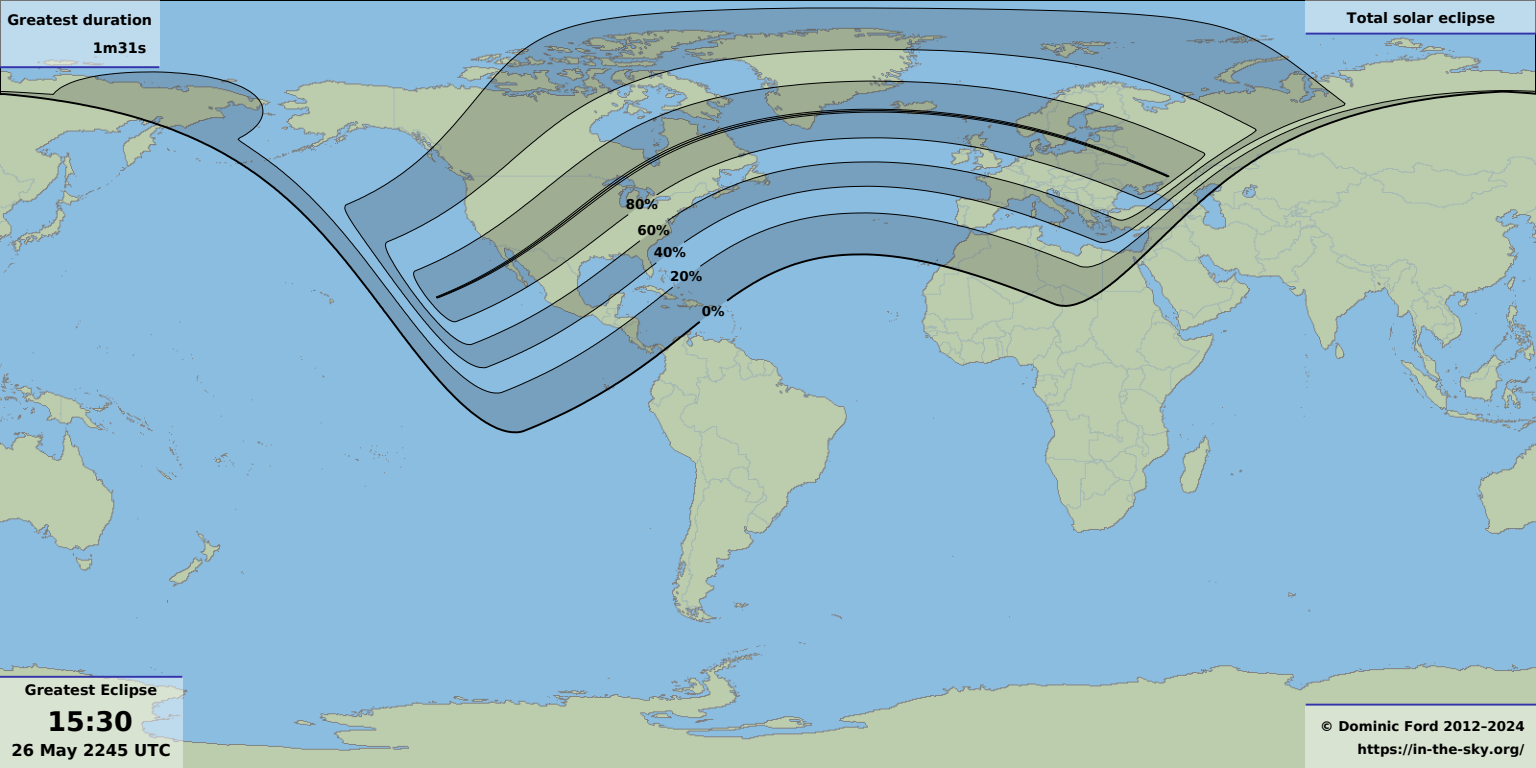 Greatest duration
1m31s
Total solar eclipse
80%
60%
40%
20%
0%
Greatest Eclipse
15:30
26 May 2245 UTC
© Dominic Ford 2012–2024
https://in-the-sky.org/